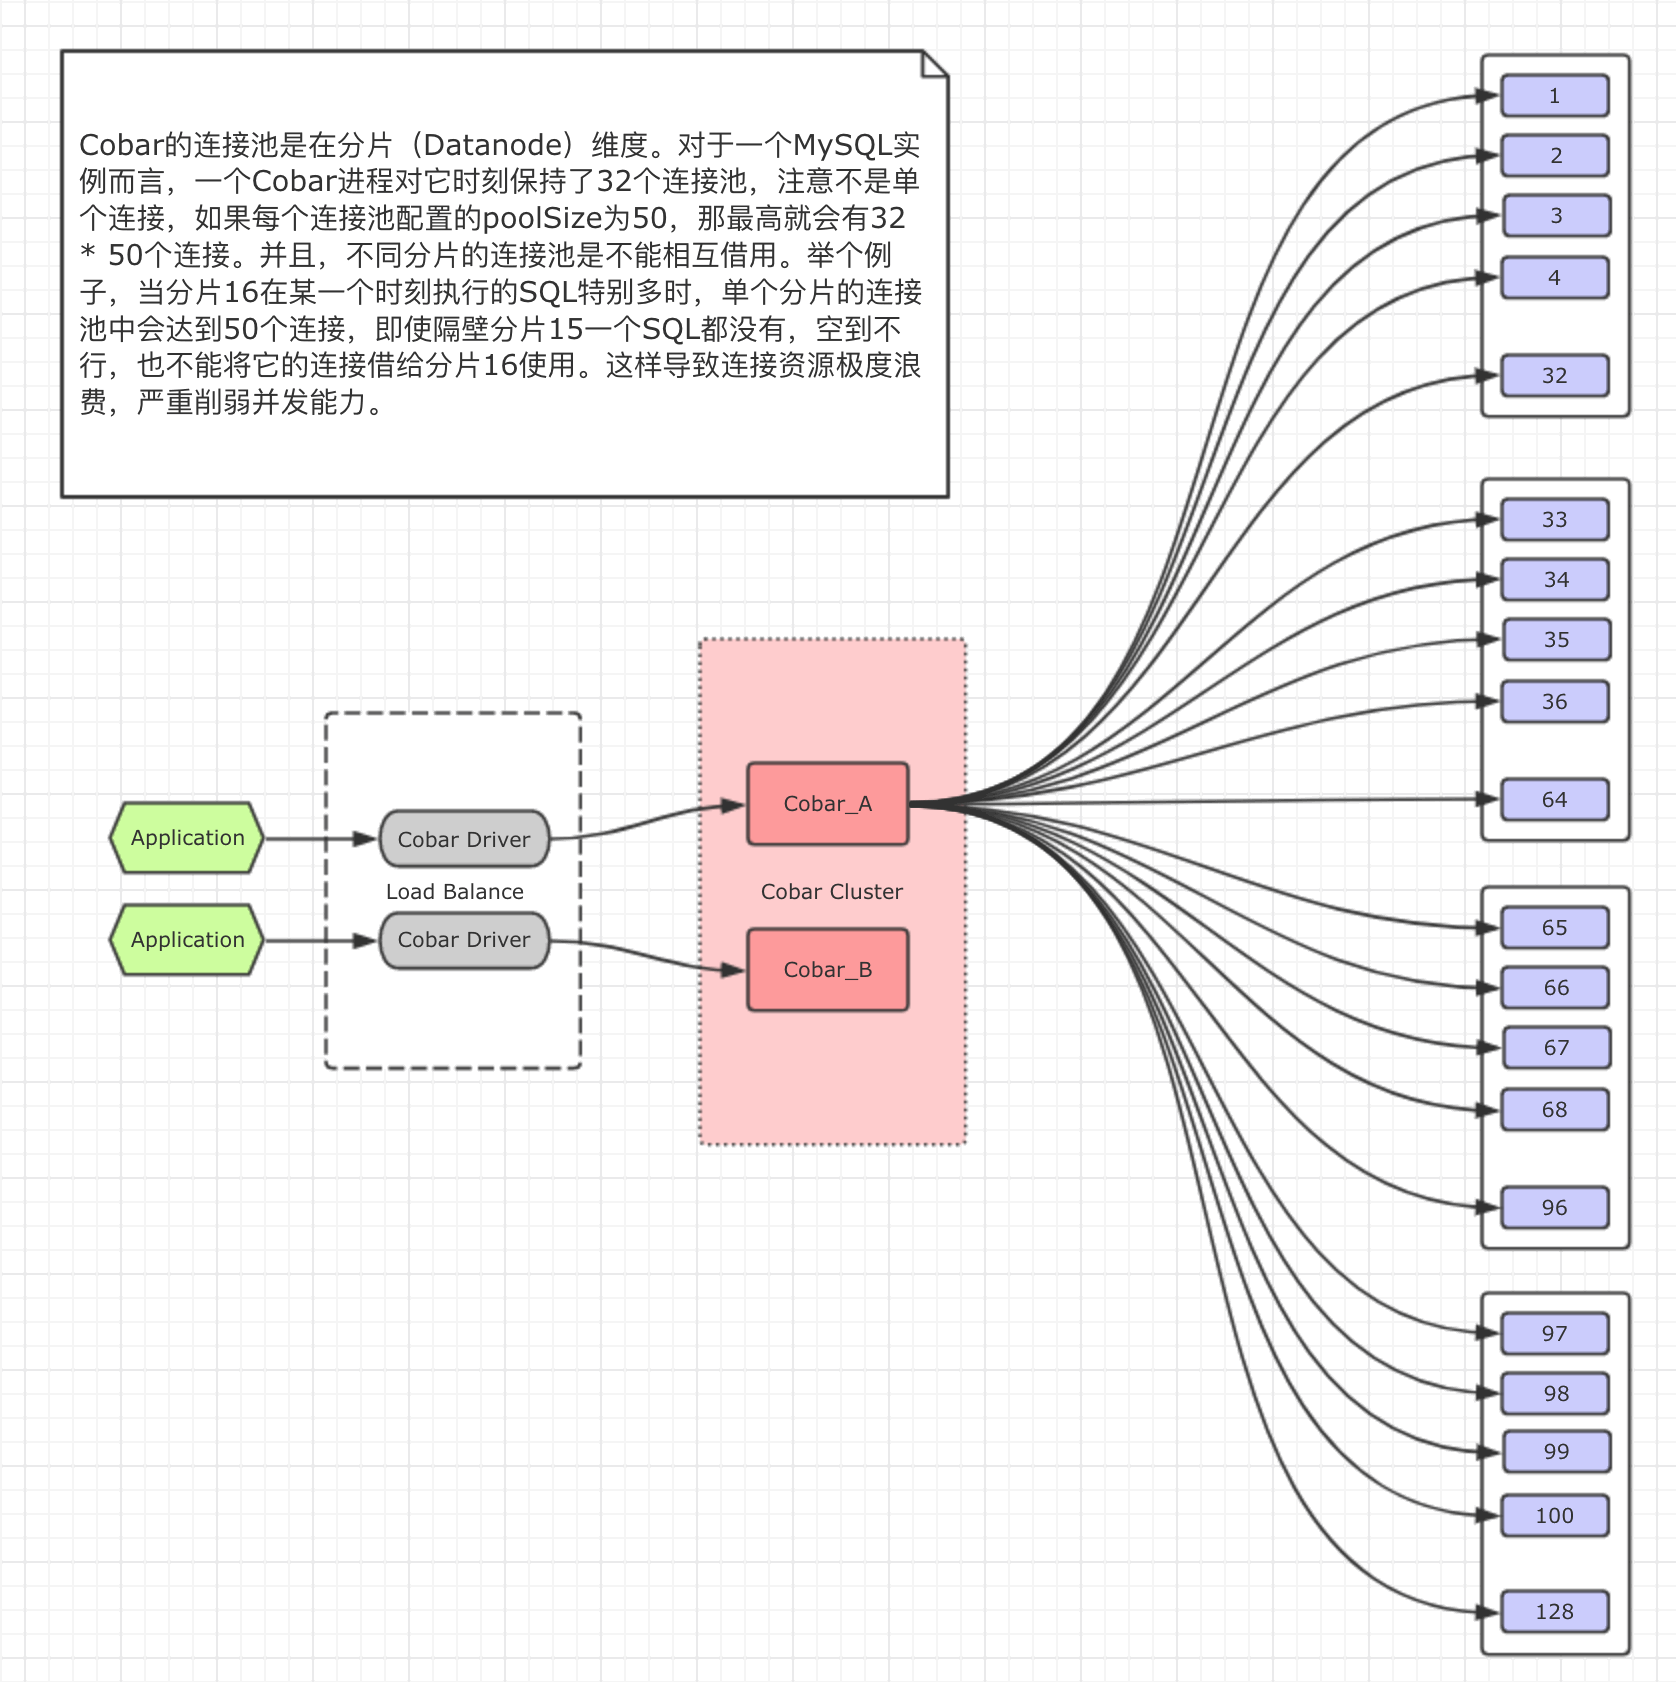 Cobar的连接池是在分片（Datanode）维度。对于一个MySQL实
例而言，一个Cobar进程对它时刻保持了32个连接池，注意不是单
个连接，如果每个连接池配置的poolSize为50，那最高就会有32
* 50个连接。并且，不同分片的连接池是不能相互借用。举个例
子，当分片16在某一个时刻执行的SQL特别多时，单个分片的连接
池中会达到50个连接，即使隔壁分片15一个SQL都没有，空到不
行，也不能将它的连接借给分片16使用。这样导致连接资源极度浪
费，严重削弱并发能力。
Application
Application
Cobar Driver
Load Balance
Cobar Driver
Cobar_A
Cobar Cluster
Cobar_B
1
2
3
4
32
33
34
35
36
64
65
66
67
68
96
97
98
99
100
128